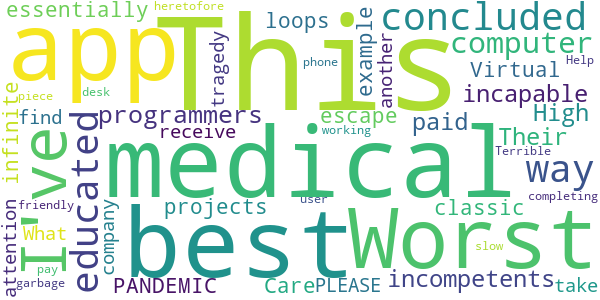 essentially heretofore
app This concluded
loops example another computer
tragedy phone
Virtual Help
piece desk
infinite find programmers escape paid High incapable
receive working Their Terrible
I've educated medical way
completing
attention friendly company projects user classic
What best Worst slow
pay garbage PANDEMIC Care PLEASE incompetents take